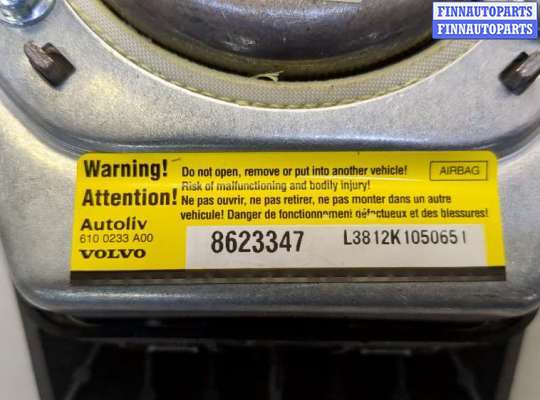 FINNAUTOPARTS
FINNAUTOPARTS
Warning! Do not open, remove or put into another vehicle! AIRBAG
Risk of malfunctioning and bodily injury!
Attention! Ne pas ouvrir, ne pas retirer, ne pas monter dans un autre
vehicule! Danger de fonctionnement défectueux et des blessures!
Autoliv
610 0233 A00
VOLVO
8623347
L3812K1050651